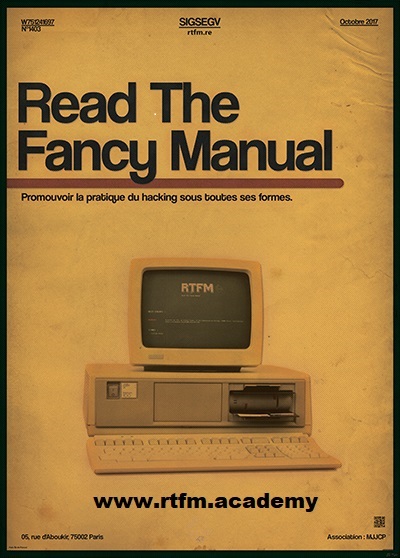 W751241697
N°1403
SIGSEGV
rtfm.re
Octobre 2017
Read The
Fancy Manual
Promouvoir la pratique du hacking sous toutes ses formes.
RTFM
www.rtfm.academy
05, rue d'Aboukir, 75002 Paris
Association : MJJCP